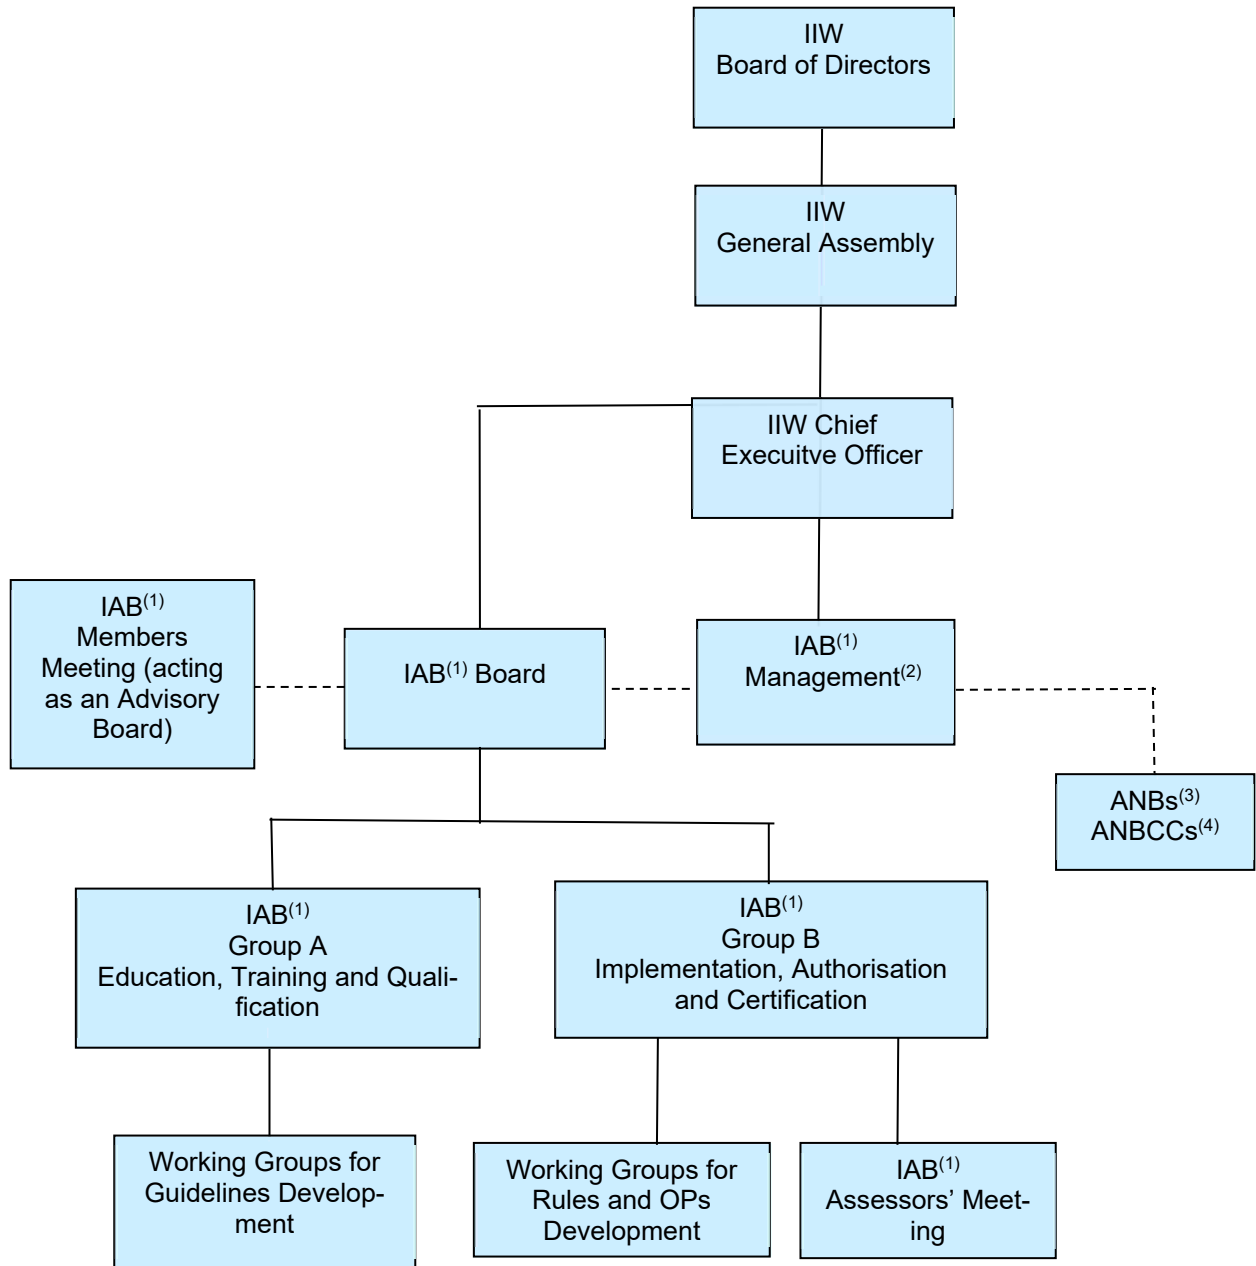 IIW
Board of Directors
IIW
General Assembly
IIW Chief
Execuitve Officer
IAB(1)
Members
Meeting (acting
as an Advisory
Board)
IAB(1) Board
IAB(1)
Management(2)
ANBs(3)
ANBCCs(4)
IAB(1)
Group A
Education, Training and Quali-
fication
IAB(1)
Group B
Implementation, Authorisation
and Certification
Working Groups for
Guidelines Develop-
ment
Working Groups for
Rules and OPs
Development
IAB(1)
Assessors’ Meet-
ing